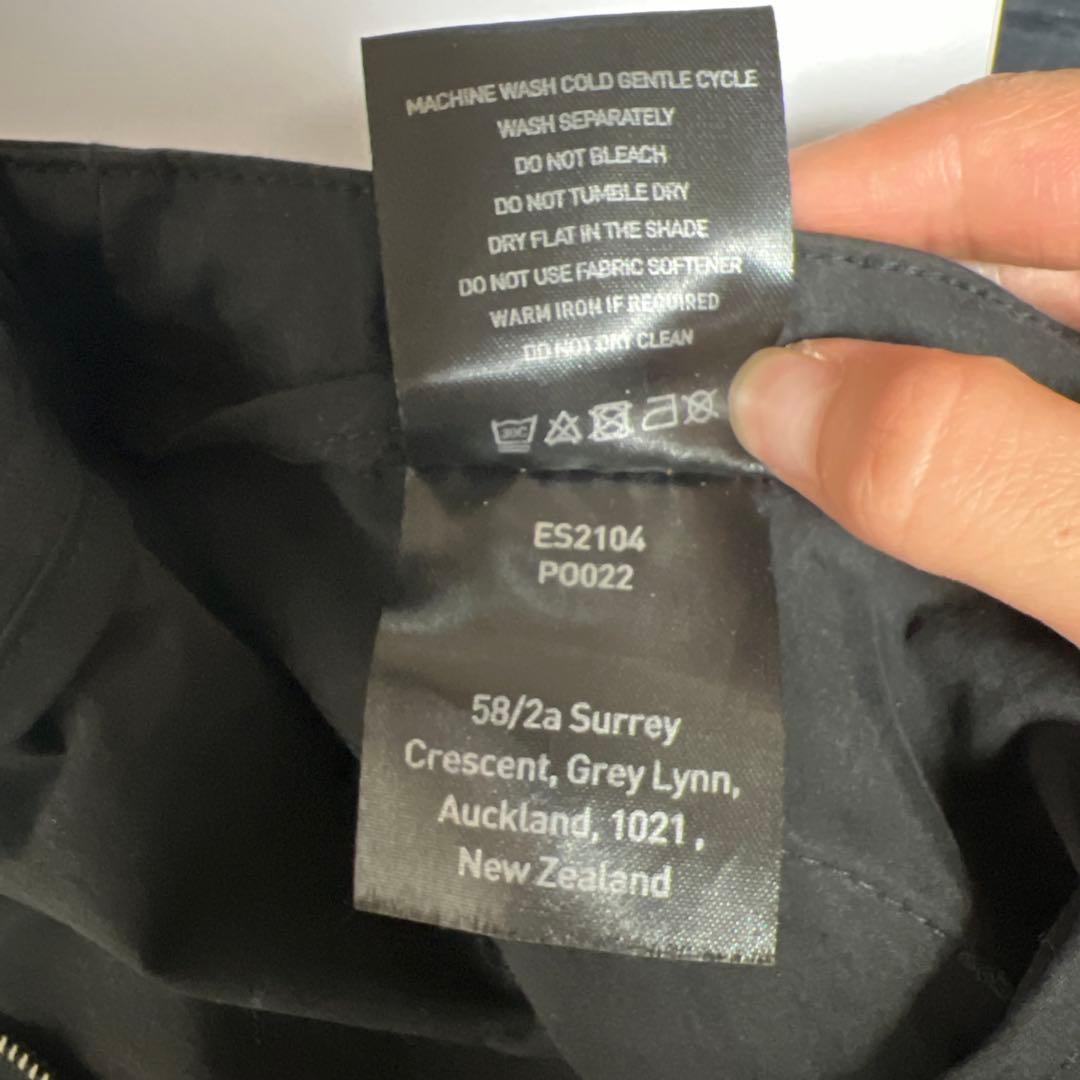 MACHINE WASH COLD GENTLE CYCLE
WASH SEPARATELY
DO NOT BLEACH
DO NOT TUMBLE DRY
DRY FLAT IN THE SHADE
DO NOT USE FABRIC SOFTENER
WARM IRON IF REQUIRED
DO NOT DRY CLEAN
30C
ES2104
PO022
58/2a Surrey
Crescent, Grey Lynn,
Auckland, 1021 ,
New Zealand